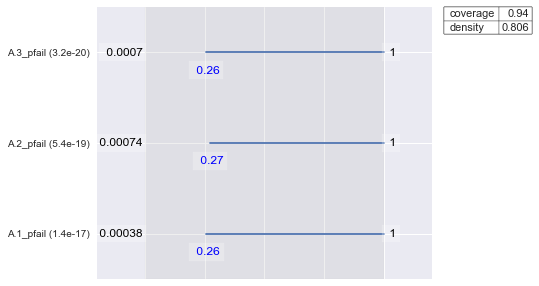 coverage 0.94
density 0.806
A.3_pfail (3.2e-20) 0.0007 1
0.26
A.2_pfail (5.4e-19) 0.00074 1
0.27
A.1_pfail (1.4e-17) 0.00038 1
0.26